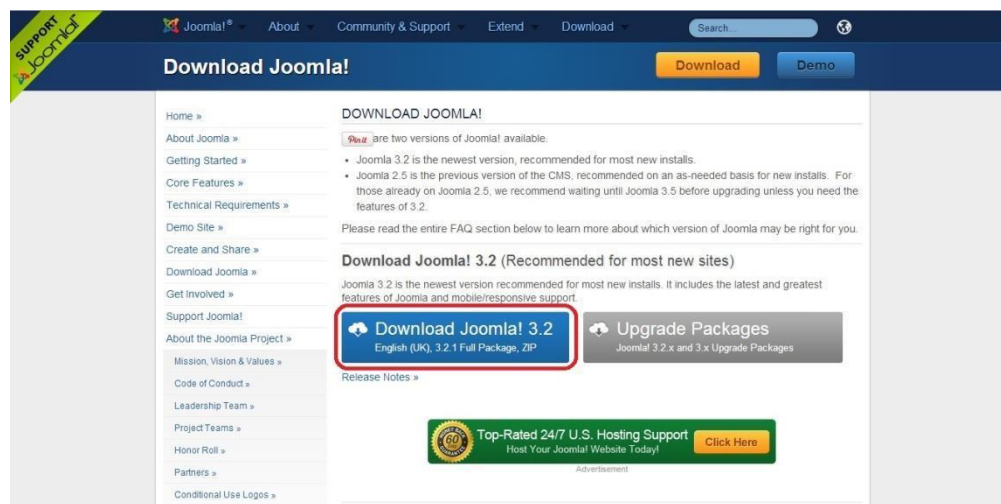 SUPPORT
Joomla!
Joomla!® About Community & Support Extend Download Search...
Download Joomla!
Download Demo
Home »
About Joomla »
Getting Started »
Core Features »
Technical Requirements »
Demo Site »
Create and Share »
Download Joomla »
Get Involved »
Support Joomla!
About the Joomla Project »
Mission, Vision & Values »
Code of Conduct »
Leadership Team »
Project Teams »
Honor Roll »
Partners »
Conditional Use Logos »
DOWNLOAD JOOMLA!
Pin it are two versions of Joomla! available.
• Joomla 3.2 is the newest version, recommended for most new installs.
• Joomla 2.5 is the previous version of the CMS, recommended on an as-needed basis for new installs. For
those already on Joomla 2.5, we recommend waiting until Joomla 3.5 before upgrading unless you need the
features of 3.2.
Please read the entire FAQ section below to learn more about which version of Joomla may be right for you.
Download Joomla! 3.2 (Recommended for most new sites)
Joomla 3.2 is the newest version recommended for most new installs. It includes the latest and greatest
features of Joomla and mobile/responsive support.
Download Joomla! 3.2
English (UK), 3.2.1 Full Package, ZIP
Upgrade Packages
Joomla! 3.2.x and 3.x Upgrade Packages
Release Notes »
60
Top-Rated 24/7 U.S. Hosting Support
Host Your Joomla! Website Today!
Click Here
Advertisement